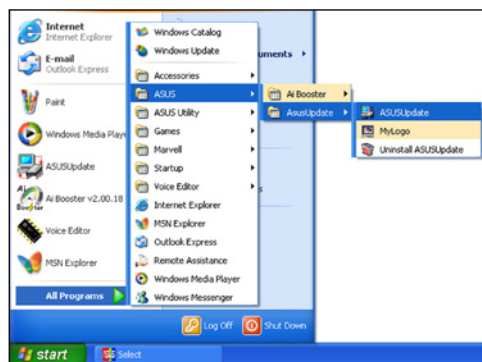 Internet
Internet Explorer
E-mail
Outlook Express
Paint
Windows Media Play
ASUSUpdate
Ai Booster v2.00.18
Voice Editor
MSN Explorer
All Programs
uments
s
Windows Catalog
Windows Update
Accessories
ASUS
ASUS Utility
Games
Marvell
Startup
Voice Editor
Internet Explorer
MSN Explorer
Outlook Express
Remote Assistance
Windows Media Player
Windows Messenger
Ai Booster
AsusUpdate
ASUSUpdate
MyLogo
Uninstall ASUSUpdate
Log Off
Shut Down
start
Select